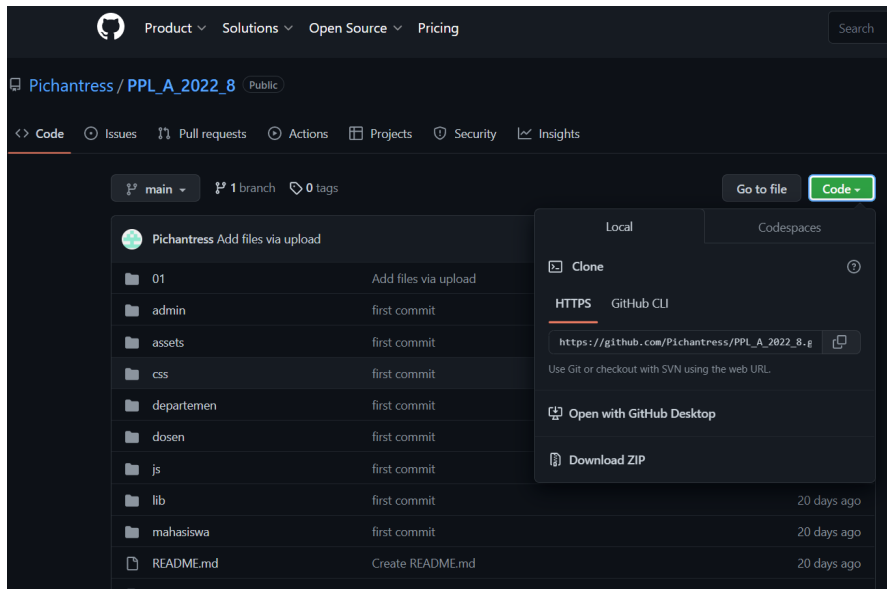 Product Solutions Open Source Pricing Search
Pichantress / PPL_A_2022_8 Public
Code Issues Pull requests Actions Projects Security Insights
main 1 branch 0 tags Go to file Code
Pichantress Add files via upload
Local Codespaces
Clone
HTTPS GitHub CLI
https://github.com/Pichantress/PPL_A_2022_8.g
Use Git or checkout with SVN using the web URL.
Open with GitHub Desktop
Download ZIP
01 Add files via upload
admin first commit
assets first commit
css first commit
departemen first commit
dosen first commit
js first commit
lib first commit 20 days ago
mahasiswa first commit 20 days ago
README.md Create README.md 20 days ago